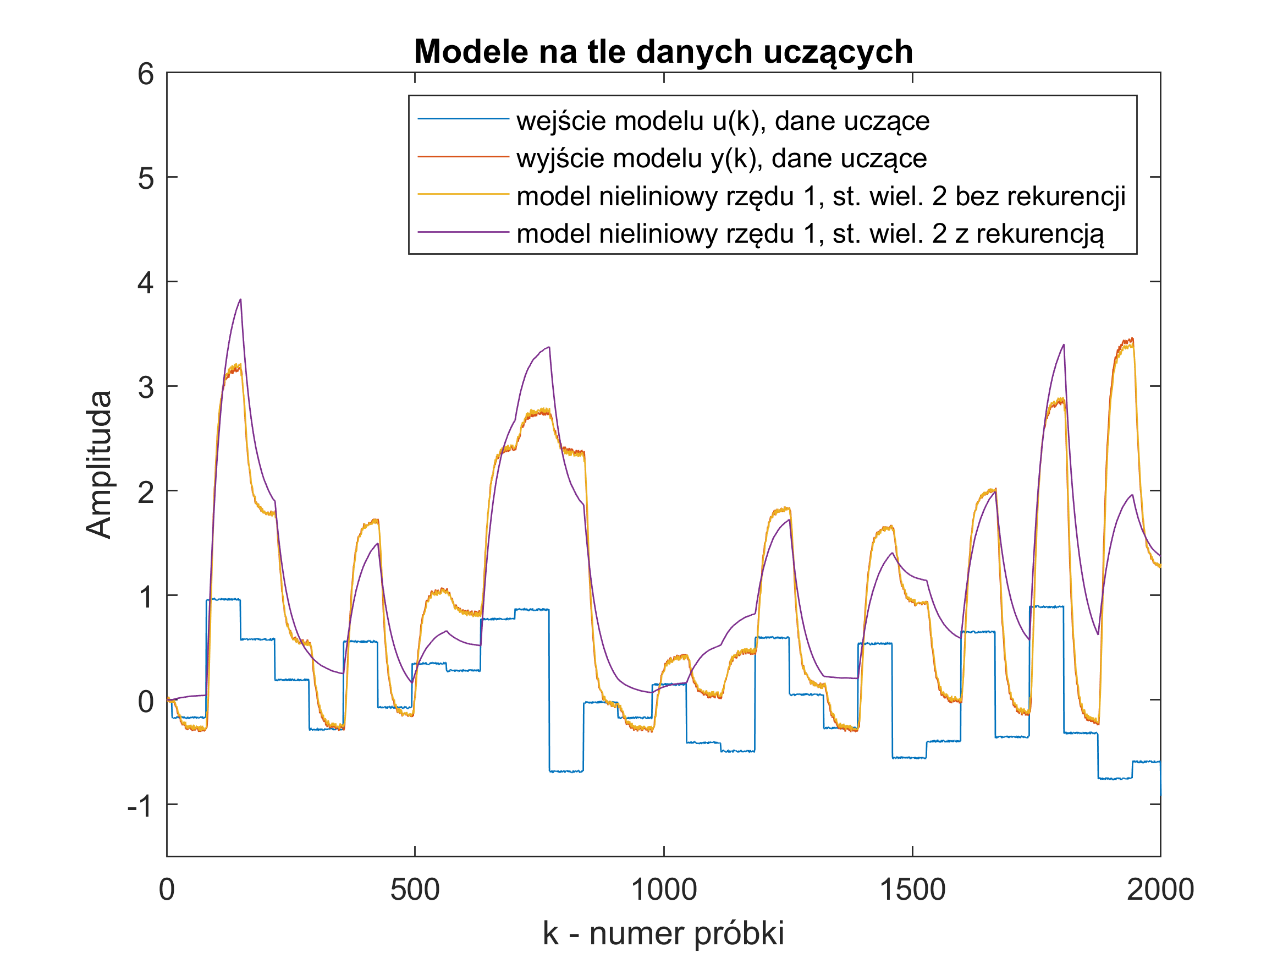 Modele na tle danych uczących
wejście modelu u(k), dane uczące
wyjście modelu y(k), dane uczące
model nieliniowy rzędu 1, st. wiel. 2 bez rekurencji
model nieliniowy rzędu 1, st. wiel. 2 z rekurencją
6
5
4
3
2
1
0
-1
Amplituda
0 500 1000 1500 2000
k - numer próbki